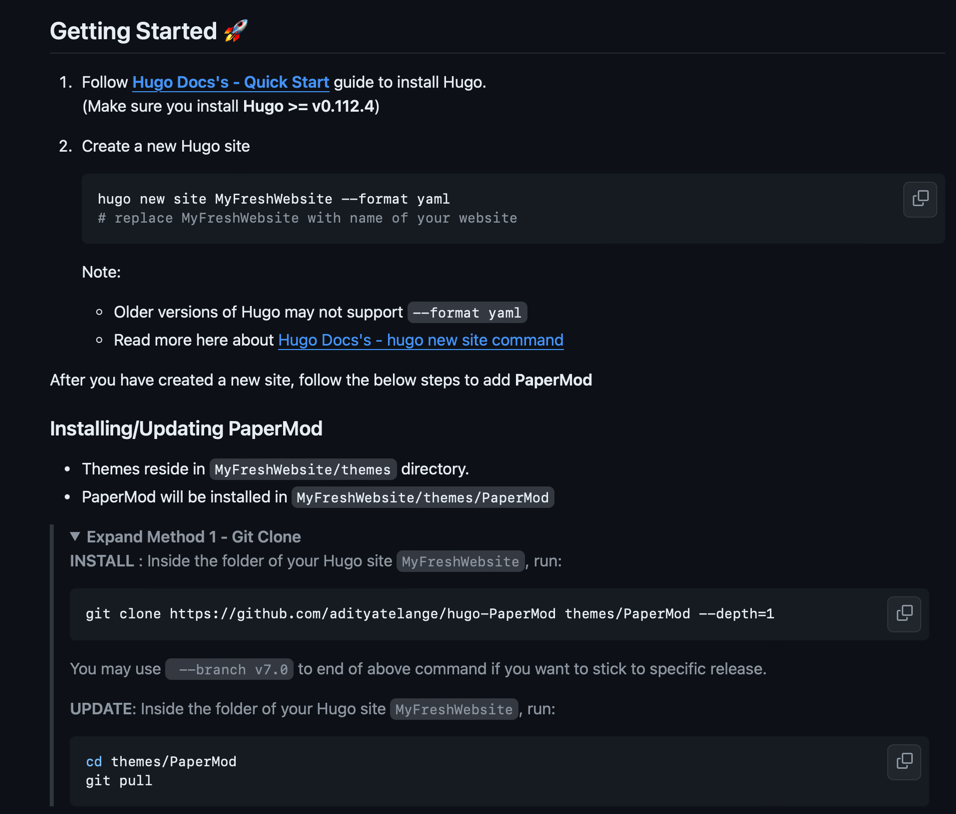 Getting Started 🚀
1. Follow Hugo Docs's - Quick Start guide to install Hugo.
(Make sure you install Hugo >= v0.112.4)
2. Create a new Hugo site
hugo new site MyFreshWebsite --format yaml
# replace MyFreshWebsite with name of your website
Note:
Older versions of Hugo may not support --format yaml
Read more here about Hugo Docs's - hugo new site command
After you have created a new site, follow the below steps to add PaperMod
Installing/Updating PaperMod
• Themes reside in MyFreshWebsite/themes directory.
• PaperMod will be installed in MyFreshWebsite/themes/PaperMod
▼ Expand Method 1 - Git Clone
INSTALL : Inside the folder of your Hugo site MyFreshWebsite, run:
git clone https://github.com/adityatelange/hugo-PaperMod themes/PaperMod --depth=1
You may use --branch v7.0 to end of above command if you want to stick to specific release.
UPDATE: Inside the folder of your Hugo site MyFreshWebsite, run:
cd themes/PaperMod
git pull